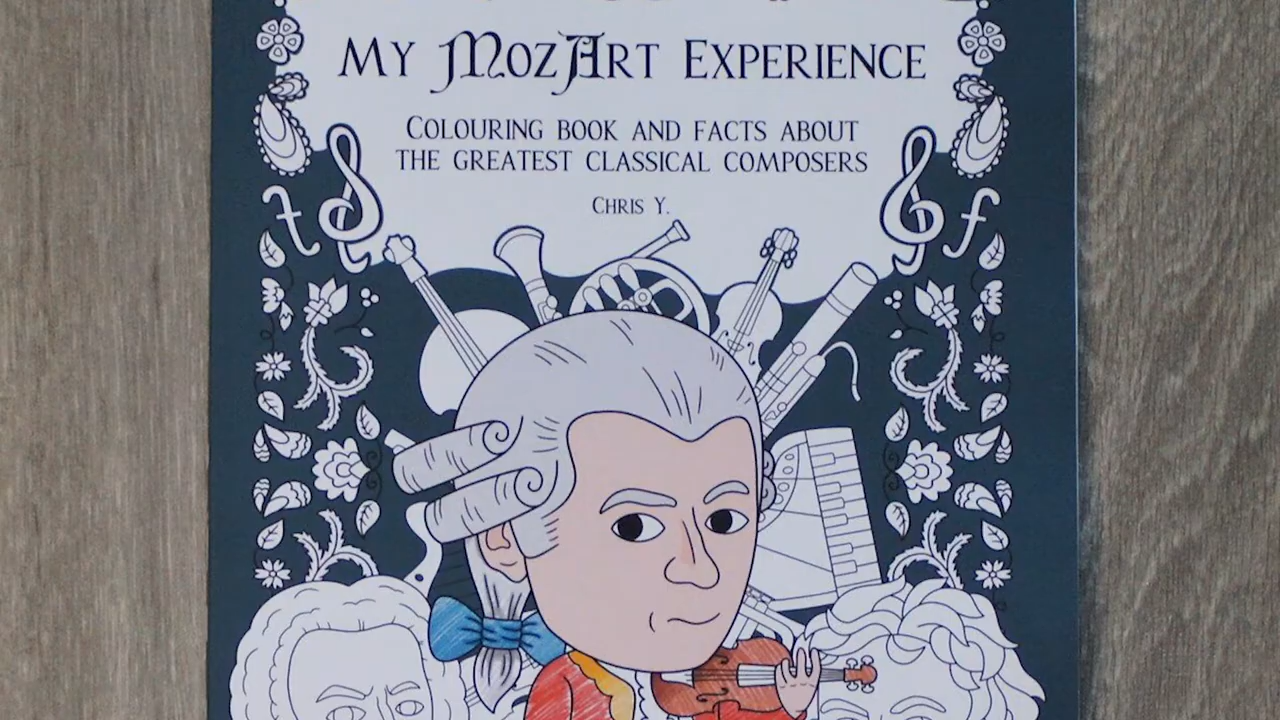 My MozArt Experience
Colouring book and facts about
the greatest classical composers
Chris Y.